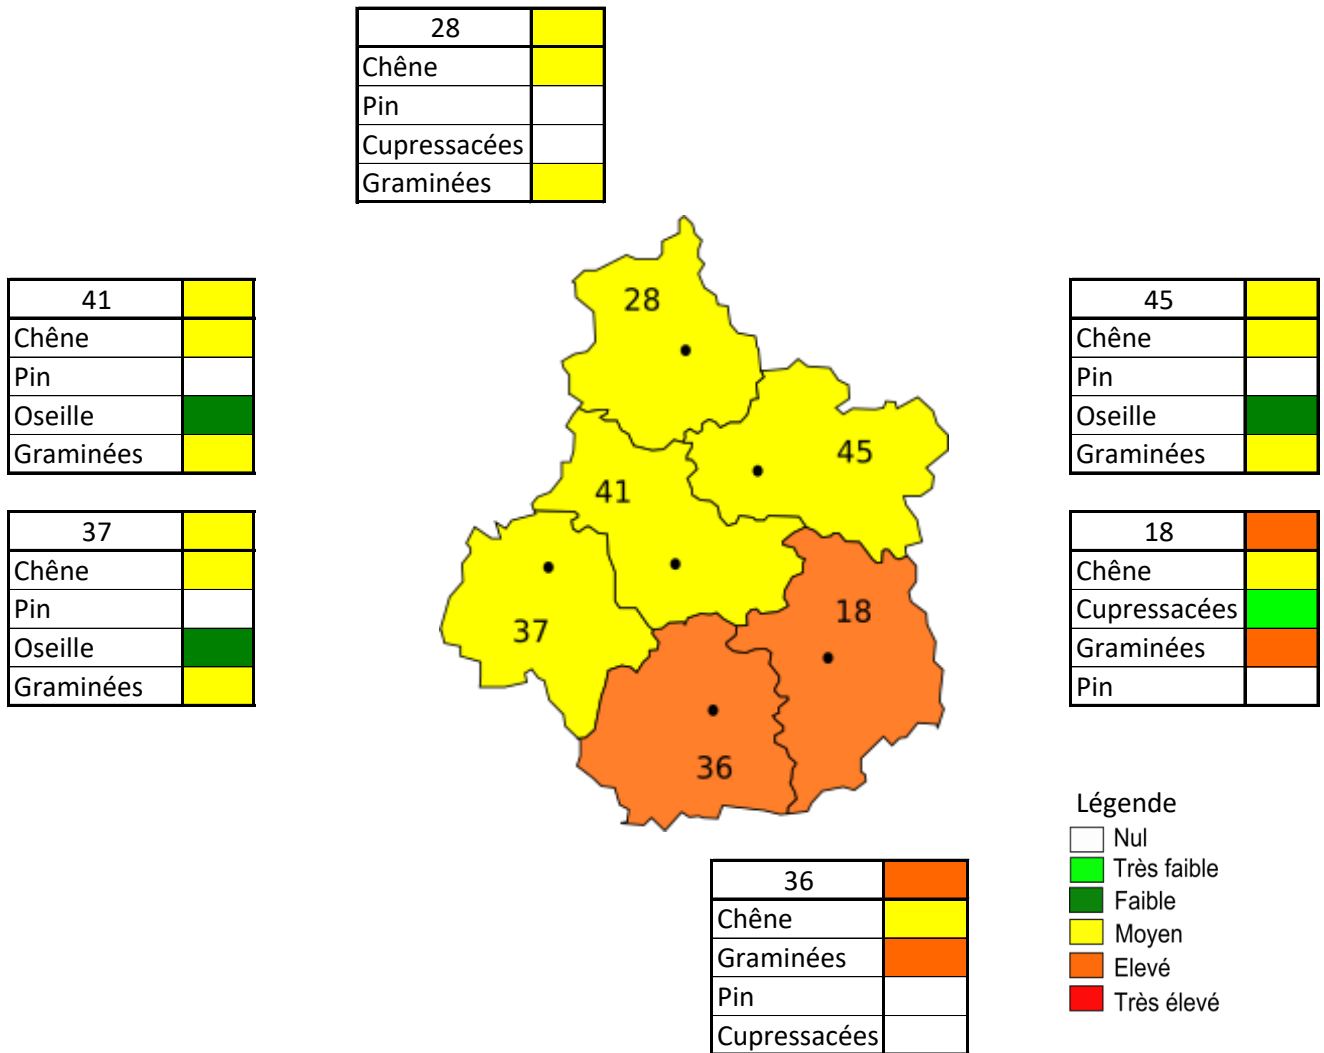 28
Chêne
Pin
Cupressacées
Graminées
41
Chêne
Pin
Oseille
Graminées
37
Chêne
Pin
Oseille
Graminées
28
45
41
37
18
36
45
Chêne
Pin
Oseille
Graminées
18
Chêne
Cupressacées
Graminées
Pin
36
Chêne
Graminées
Pin
Cupressacées
Légende
Nul
Très faible
Faible
Moyen
Elevé
Très élevé